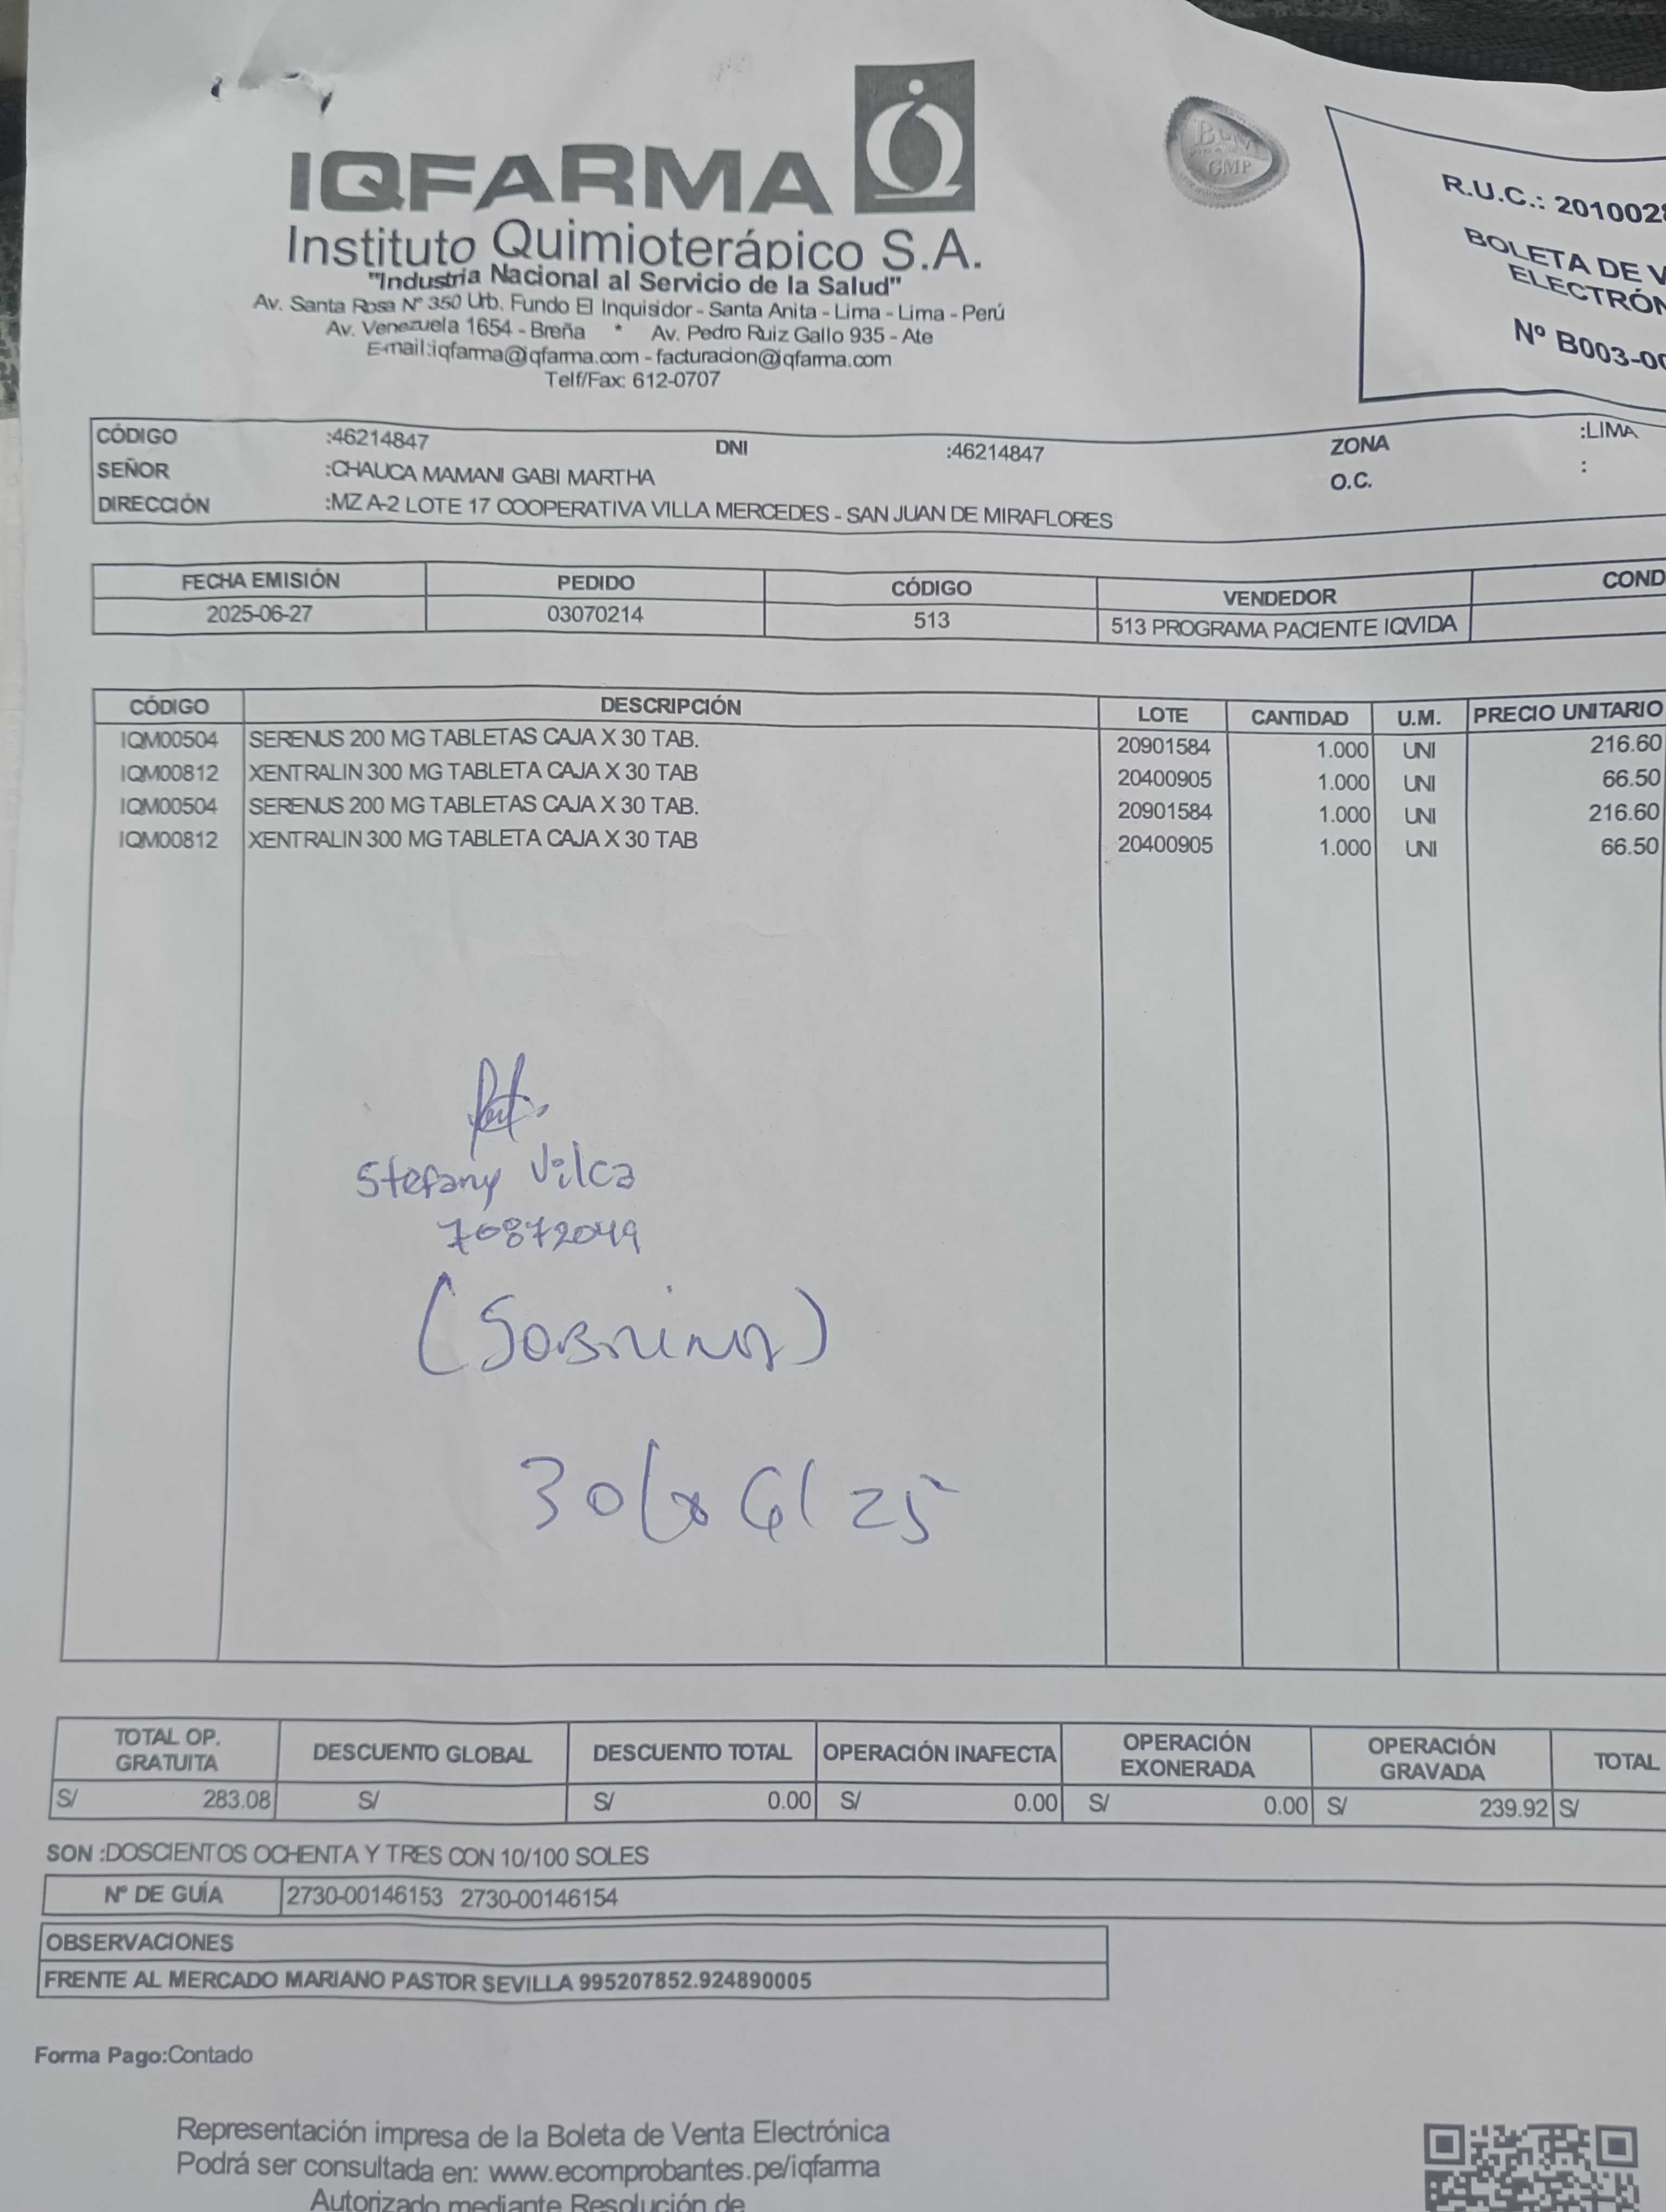 IQFARMA
Instituto Quimioterápico S.A.
"Industria Nacional al Servicio de la Salud"
Av. Santa Rosa Nº 350 Urb. Fundo El Inquisidor - Santa Anita - Lima - Lima - Perú
Av. Venezuela 1654 - Breña * Av. Pedro Ruiz Gallo 935 - Ate
E-mail:iqfarma@iqfarma.com - facturacion@iqfarma.com
Telf/Fax: 612-0707
GMP
R.U.C.: 2010028
BOLETA DE V
ELECTRÓN
Nº B003-00
CÓDIGO :46214847 DNI :46214847 ZONA :LIMA
SEÑOR :CHAUCA MAMANI GABI MARTHA O.C. :
DIRECCIÓN :MZ A-2 LOTE 17 COOPERATIVA VILLA MERCEDES - SAN JUAN DE MIRAFLORES
FECHA EMISIÓN PEDIDO CÓDIGO VENDEDOR COND
2025-06-27 03070214 513 513 PROGRAMA PACIENTE IQVIDA
CÓDIGO DESCRIPCIÓN LOTE CANTIDAD U.M. PRECIO UNITARIO
IQM00504 SERENUS 200 MG TABLETAS CAJA X 30 TAB. 20901584 1.000 UNI 216.60
IQM00812 XENTRALIN 300 MG TABLETA CAJA X 30 TAB 20400905 1.000 UNI 66.50
IQM00504 SERENUS 200 MG TABLETAS CAJA X 30 TAB. 20901584 1.000 UNI 216.60
IQM00812 XENTRALIN 300 MG TABLETA CAJA X 30 TAB 20400905 1.000 UNI 66.50
Stefany Vilca
70872049
(Sobrina)
30/06/25
TOTAL OP. GRATUITA DESCUENTO GLOBAL DESCUENTO TOTAL OPERACIÓN INAFECTA OPERACIÓN EXONERADA OPERACIÓN GRAVADA TOTAL
S/ 283.08 S/ S/ 0.00 S/ 0.00 S/ 0.00 S/ 239.92 S/
SON :DOSCIENTOS OCHENTA Y TRES CON 10/100 SOLES
Nº DE GUÍA 2730-00146153 2730-00146154
OBSERVACIONES
FRENTE AL MERCADO MARIANO PASTOR SEVILLA 995207852.924890005
Forma Pago:Contado
Representación impresa de la Boleta de Venta Electrónica
Podrá ser consultada en: www.ecomprobantes.pe/iqfarma
Autorizado mediante Resolución de